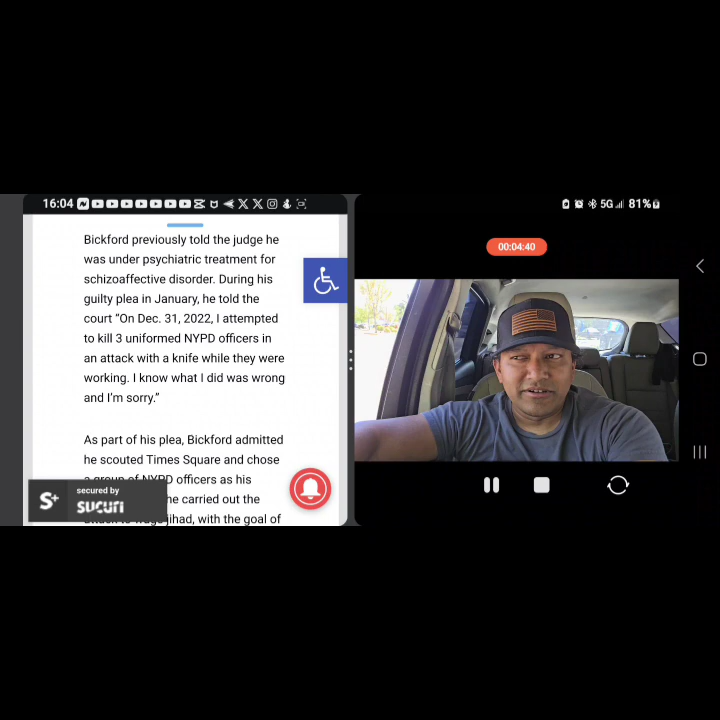 16:04
5G 81%
Bickford previously told the judge he
was under psychiatric treatment for
schizoaffective disorder. During his
guilty plea in January, he told the
court “On Dec. 31, 2022, I attempted
to kill 3 uniformed NYPD officers in
an attack with a knife while they were
working. I know what I did was wrong
and I’m sorry.”
As part of his plea, Bickford admitted
he scouted Times Square and chose
a group of NYPD officers as his
he carried out the
jihad, with the goal of
S+ secured by
sucuri
00:04:40